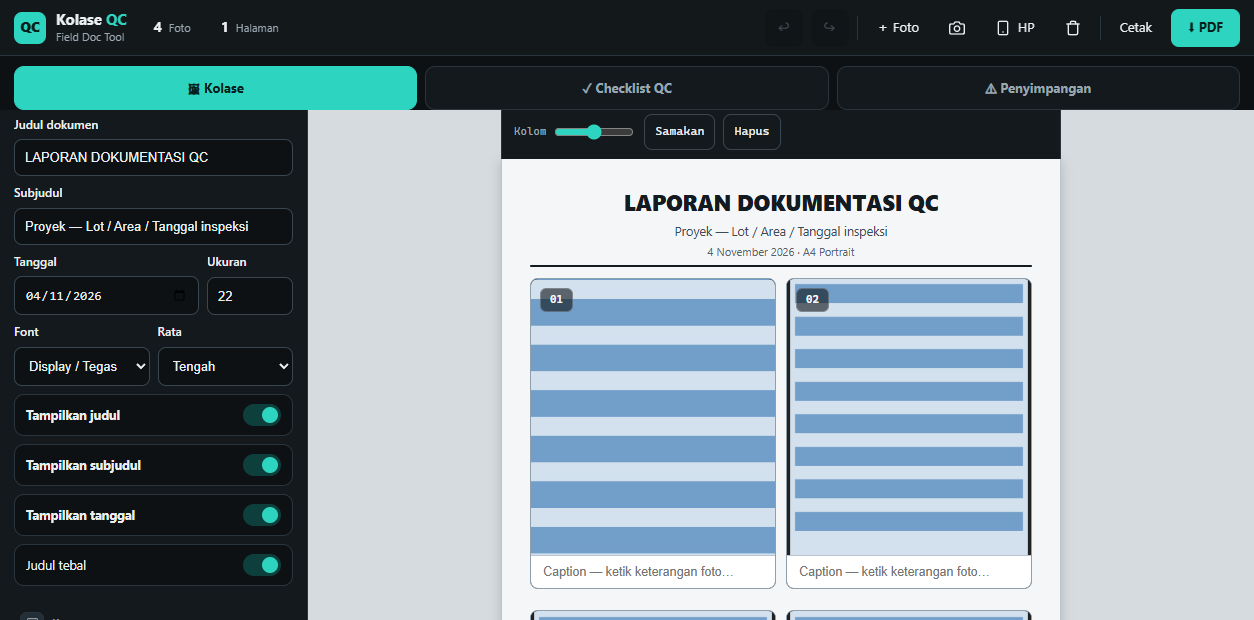 QC
Kolase QC
Field Doc Tool
4 Foto
1 Halaman
+ Foto
HP
Cetak
⬇ PDF
Kolase
✓ Checklist QC
⚠ Penyimpangan
Judul dokumen
LAPORAN DOKUMENTASI QC
Subjudul
Proyek — Lot / Area / Tanggal inspeksi
Tanggal
Ukuran
04/11/2026
22
Font
Rata
Display / Tegas
Tengah
Tampilkan judul
Tampilkan subjudul
Tampilkan tanggal
Judul tebal
Kolom
Samakan
Hapus
LAPORAN DOKUMENTASI QC
Proyek — Lot / Area / Tanggal inspeksi
4 November 2026 · A4 Portrait
01
02
Caption — ketik keterangan foto…
Caption — ketik keterangan foto…